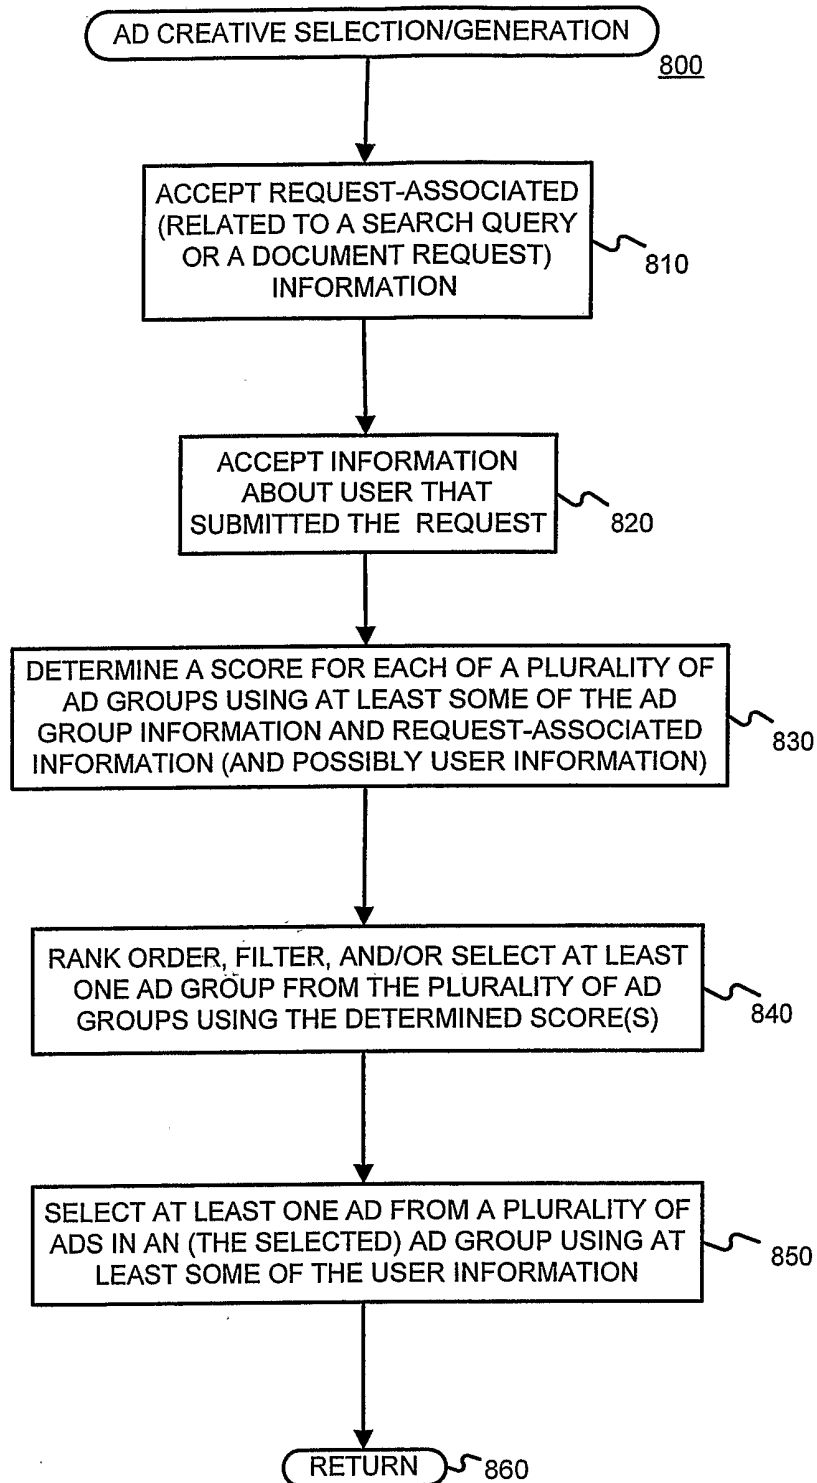 AD CREATIVE SELECTION/GENERATION
800
ACCEPT REQUEST-ASSOCIATED
(RELATED TO A SEARCH QUERY
OR A DOCUMENT REQUEST)
INFORMATION
810
ACCEPT INFORMATION
ABOUT USER THAT
SUBMITTED THE REQUEST
820
DETERMINE A SCORE FOR EACH OF A PLURALITY OF
AD GROUPS USING AT LEAST SOME OF THE AD
GROUP INFORMATION AND REQUEST-ASSOCIATED
INFORMATION (AND POSSIBLY USER INFORMATION)
830
RANK ORDER, FILTER, AND/OR SELECT AT LEAST
ONE AD GROUP FROM THE PLURALITY OF AD
GROUPS USING THE DETERMINED SCORE(S)
840
SELECT AT LEAST ONE AD FROM A PLURALITY OF
ADS IN AN (THE SELECTED) AD GROUP USING AT
LEAST SOME OF THE USER INFORMATION
850
RETURN
860